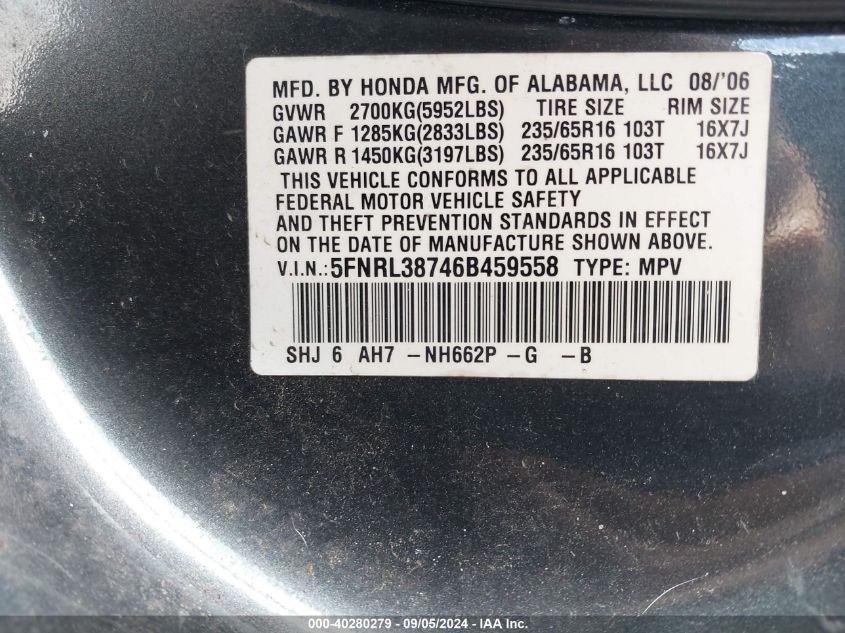 MFD. BY HONDA MFG. OF ALABAMA, LLC 08/'06
GVWR 2700KG(5952LBS) TIRE SIZE RIM SIZE
GAWR F 1285KG(2833LBS) 235/65R16 103T 16X7J
GAWR R 1450KG(3197LBS) 235/65R16 103T 16X7J
THIS VEHICLE CONFORMS TO ALL APPLICABLE
FEDERAL MOTOR VEHICLE SAFETY
AND THEFT PREVENTION STANDARDS IN EFFECT
ON THE DATE OF MANUFACTURE SHOWN ABOVE.
V.I.N.:5FNRL38746B459558 TYPE: MPV
SHJ 6 AH7 -NH662P -G -B
000-40280279 - 09/05/2024 - IAA Inc.